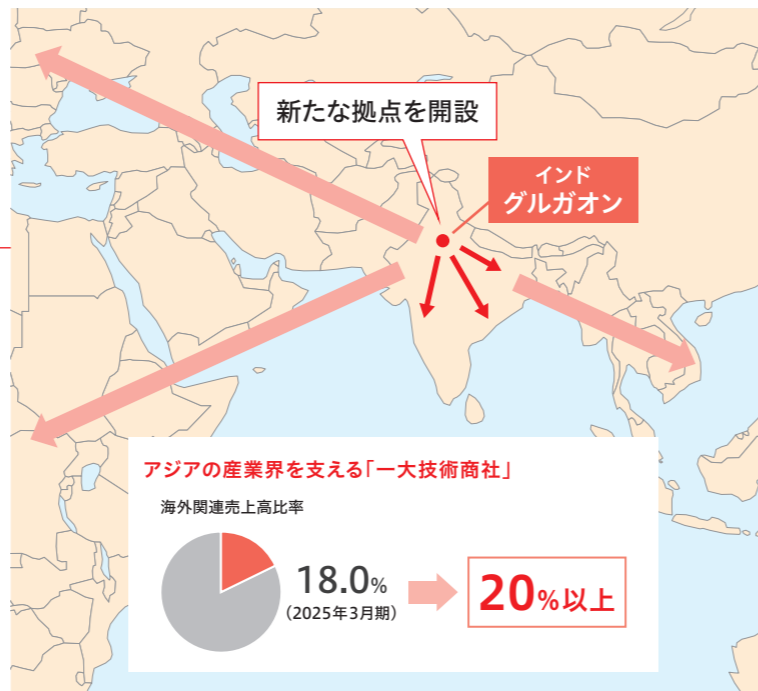 新たな拠点を開設
インド
グルガオン
アジアの産業界を支える「一大技術商社」
海外関連売上高比率
18.0%
（2025年3月期）
20%以上